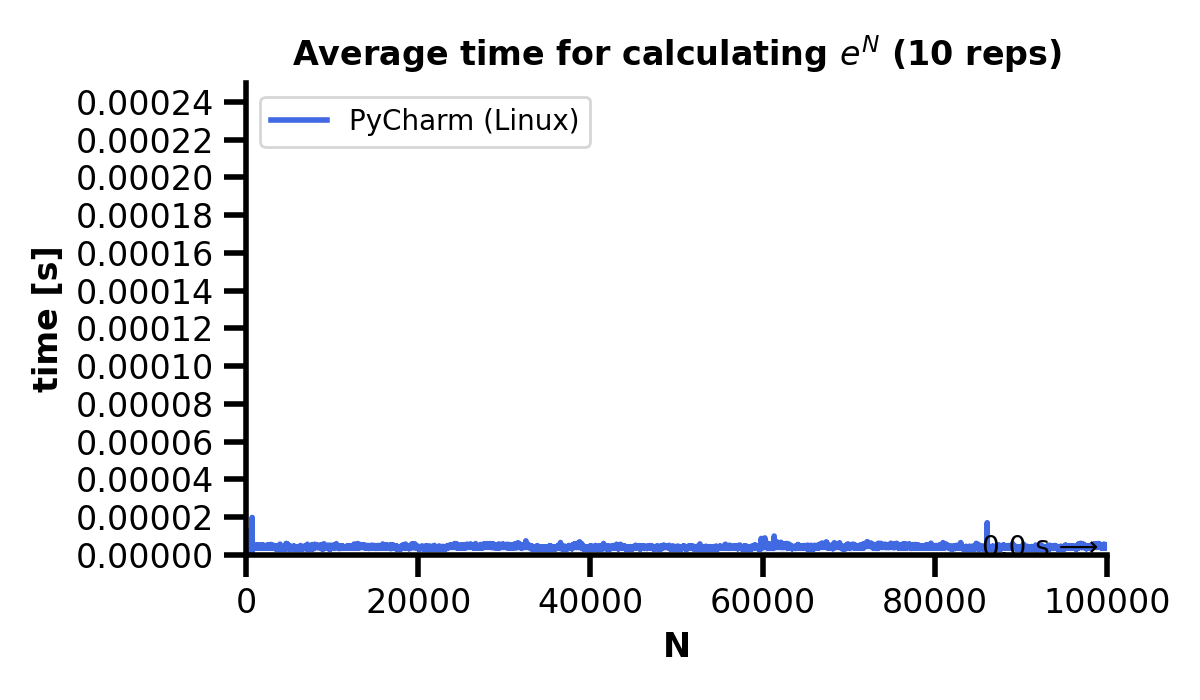 Average time for calculating e^N (10 reps)
PyCharm (Linux)
time [s]
0.00024
0.00022
0.00020
0.00018
0.00016
0.00014
0.00012
0.00010
0.00008
0.00006
0.00004
0.00002
0.00000
0.0 s ⟶
0 20000 40000 60000 80000 100000
N